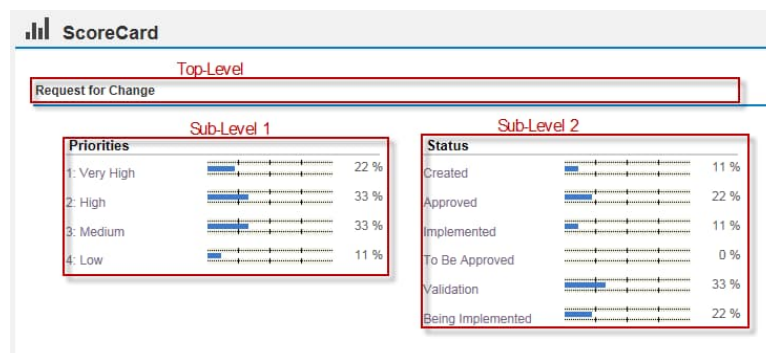 ScoreCard
Top-Level
Request for Change
Sub-Level 1
Priorities
1: Very High 22 %
2: High 33 %
3: Medium 33 %
4: Low 11 %
Sub-Level 2
Status
Created 11 %
Approved 22 %
Implemented 11 %
To Be Approved 0 %
Validation 33 %
Being Implemented 22 %